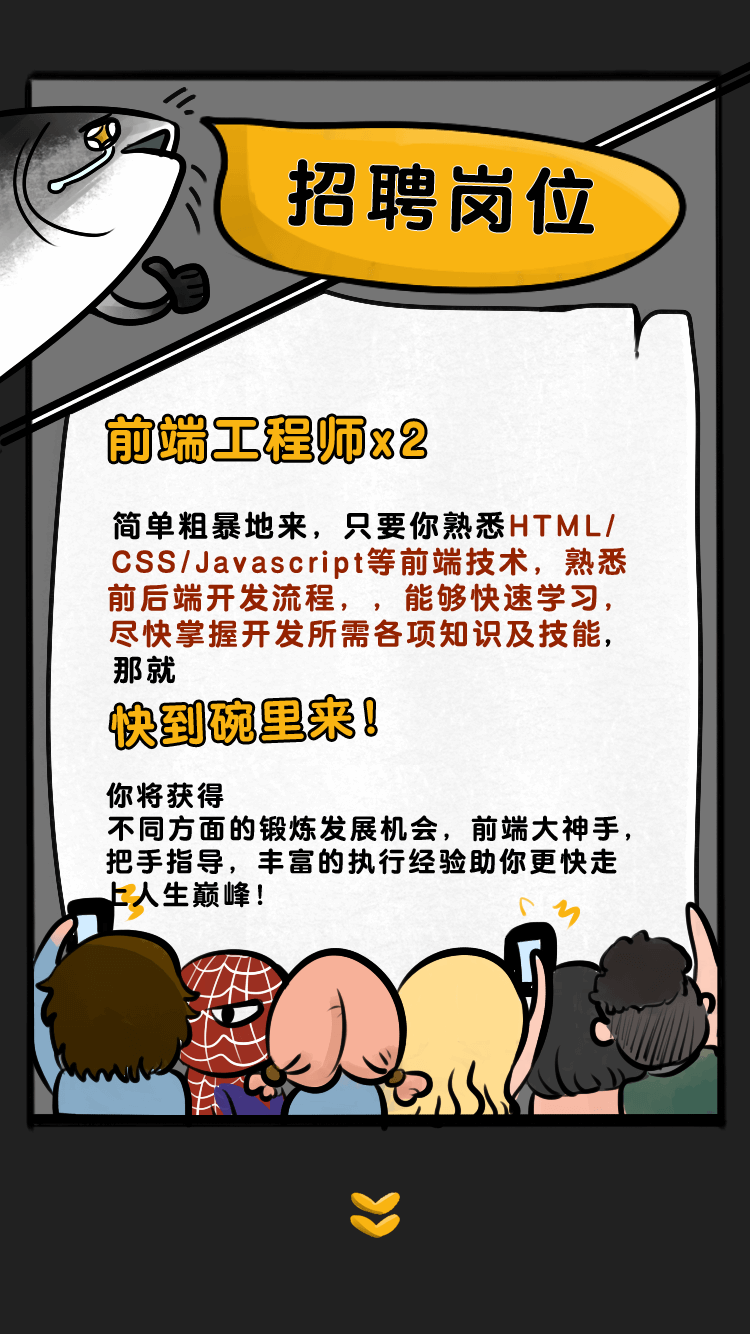 招聘岗位
前端工程师x2
简单粗暴地来，只要你熟悉HTML/
CSS/Javascript等前端技术，熟悉
前后端开发流程，，能够快速学习，
尽快掌握开发所需各项知识及技能，
那就
快到碗里来！
你将获得
不同方面的锻炼发展机会，前端大神手，
把手指导，丰富的执行经验助你更快走
上人生巅峰！